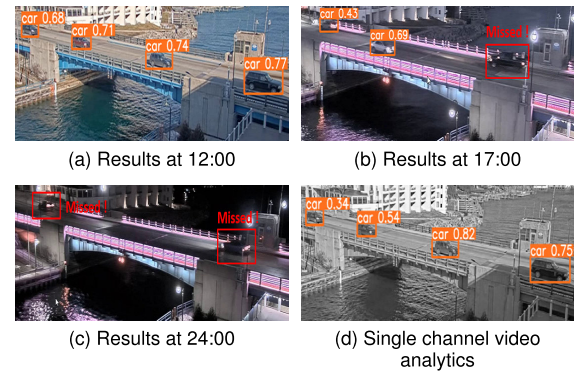 car 0.68
car 0.71
car 0.74
car 0.77
(a) Results at 12:00
car 0.43
car 0.69
Missed !
(b) Results at 17:00
Missed !
Missed !
(c) Results at 24:00
car 0.34
car 0.54
car 0.82
car 0.75
(d) Single channel video
analytics